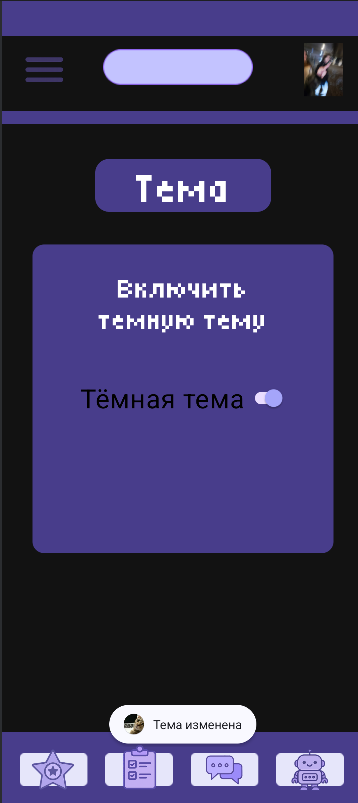 Тема
Включить
темную тему
Тёмная тема
Тема изменена